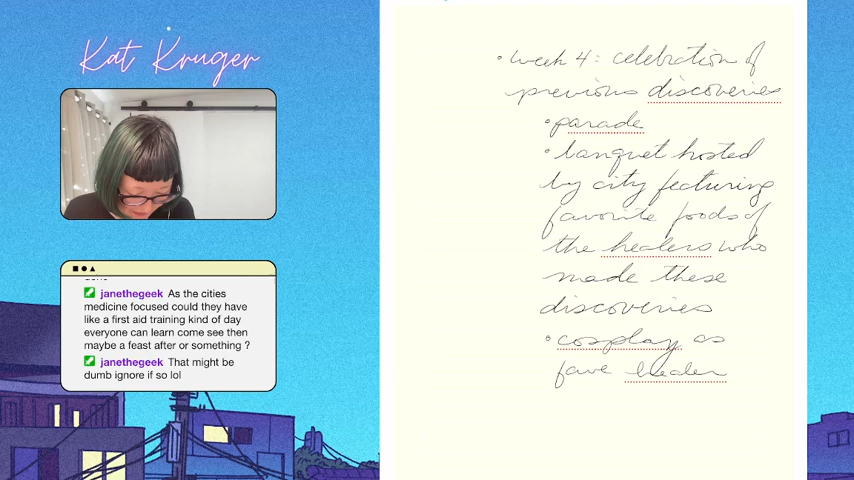 Kat Kruger
janethegeek As the cities
medicine focused could they have
like a first aid training kind of day
everyone can learn come see then
maybe a feast after or something ?
janethegeek That might be
dumb ignore if so lol
• week 4: celebration of
previous discoveries
• parade
• banquet hosted
by city featuring
favorite foods of
the healers who
made these
discoveries
• cosplay as
fave healer